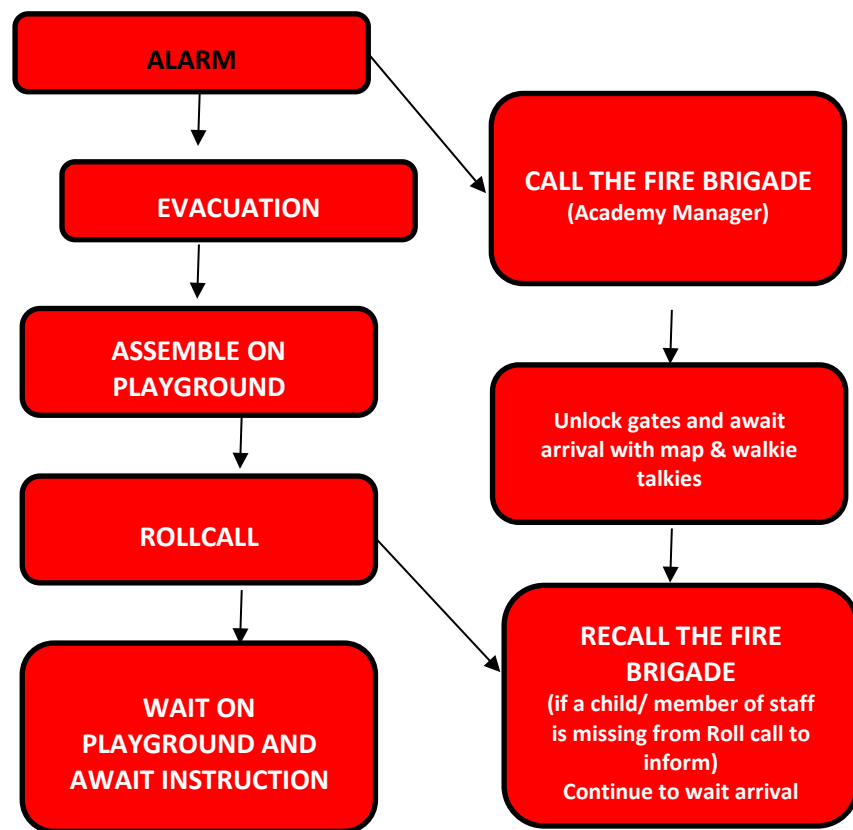 ALARM
EVACUATION
ASSEMBLE ON
PLAYGROUND
ROLLCALL
WAIT ON
PLAYGROUND AND
AWAIT INSTRUCTION
CALL THE FIRE BRIGADE
(Academy Manager)
Unlock gates and await
arrival with map & walkie
talkies
RECALL THE FIRE
BRIGADE
(if a child/ member of staff
is missing from Roll call to
inform)
Continue to wait arrival